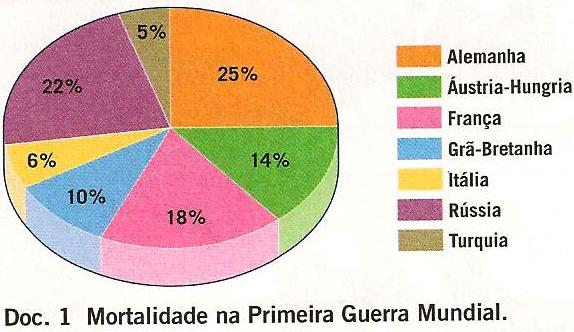 5%
25%
22%
14%
6%
10%
18%
Alemanha
Áustria-Hungria
França
Grã-Bretanha
Itália
Rússia
Turquia
Doc. 1 Mortalidade na Primeira Guerra Mundial.